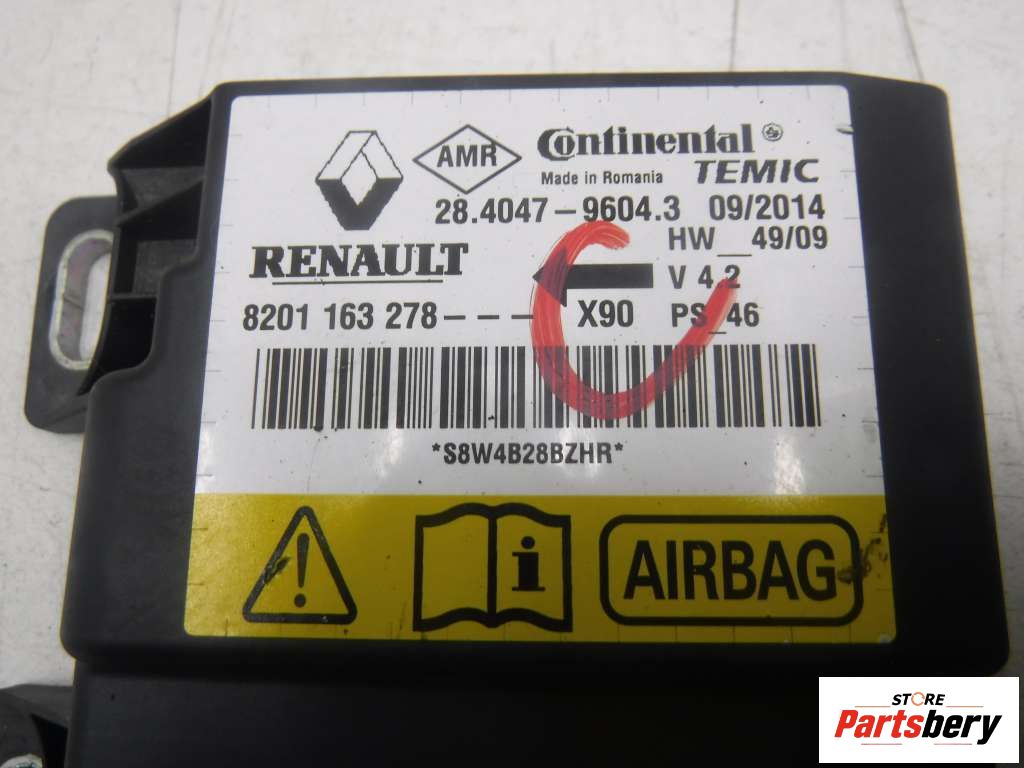 AMR Continental
Made in Romania TEMIC
28.4047-9604.3 09/2014
HW__49/09
RENAULT
V 4.2
8201 163 278--- X90 PS_46
*S8W4B28BZHR*
i
AIRBAG
STORE
Partsbery